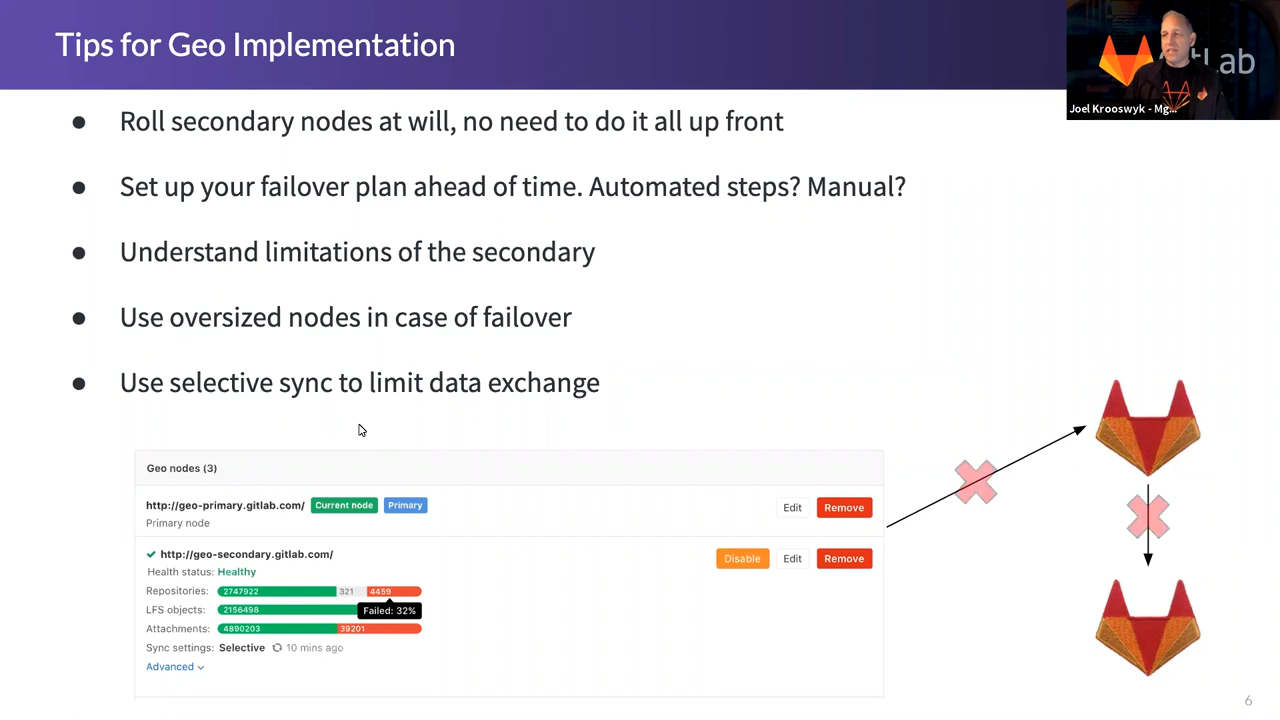 Tips for Geo Implementation
Lab
Joel Krooswyk - Mg...
● Roll secondary nodes at will, no need to do it all up front
● Set up your failover plan ahead of time. Automated steps? Manual?
● Understand limitations of the secondary
● Use oversized nodes in case of failover
● Use selective sync to limit data exchange
Geo nodes (3)
http://geo-primary.gitlab.com/ Current node Primary Edit Remove
Primary node
http://geo-secondary.gitlab.com/ Disable Edit Remove
Health status: Healthy
Repositories: 2747922 321 4459
LFS objects: 2156498 Failed: 32%
Attachments: 4890203 39201
Sync settings: Selective 10 mins ago
Advanced
6